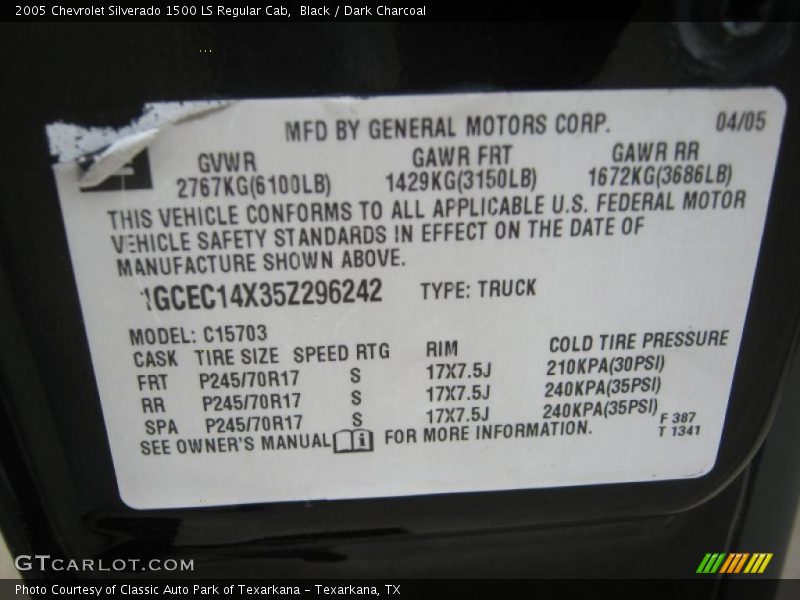 2005 Chevrolet Silverado 1500 LS Regular Cab,  Black / Dark Charcoal
MFD BY GENERAL MOTORS CORP. 04/05
GVWR GAWR FRT GAWR RR
2767KG(6100LB) 1429KG(3150LB) 1672KG(3686LB)
THIS VEHICLE CONFORMS TO ALL APPLICABLE U.S. FEDERAL MOTOR
VEHICLE SAFETY STANDARDS IN EFFECT ON THE DATE OF
MANUFACTURE SHOWN ABOVE.
1GCEC14X35Z296242 TYPE: TRUCK
MODEL: C15703
CASK TIRE SIZE SPEED RTG RIM COLD TIRE PRESSURE
FRT P245/70R17 S 17X7.5J 210KPA(30PSI)
RR P245/70R17 S 17X7.5J 240KPA(35PSI)
SPA P245/70R17 S 17X7.5J 240KPA(35PSI)
SEE OWNER'S MANUAL i FOR MORE INFORMATION.
F 387
T 1341
GTCARLOT.COM
Photo Courtesy of Classic Auto Park of Texarkana - Texarkana, TX